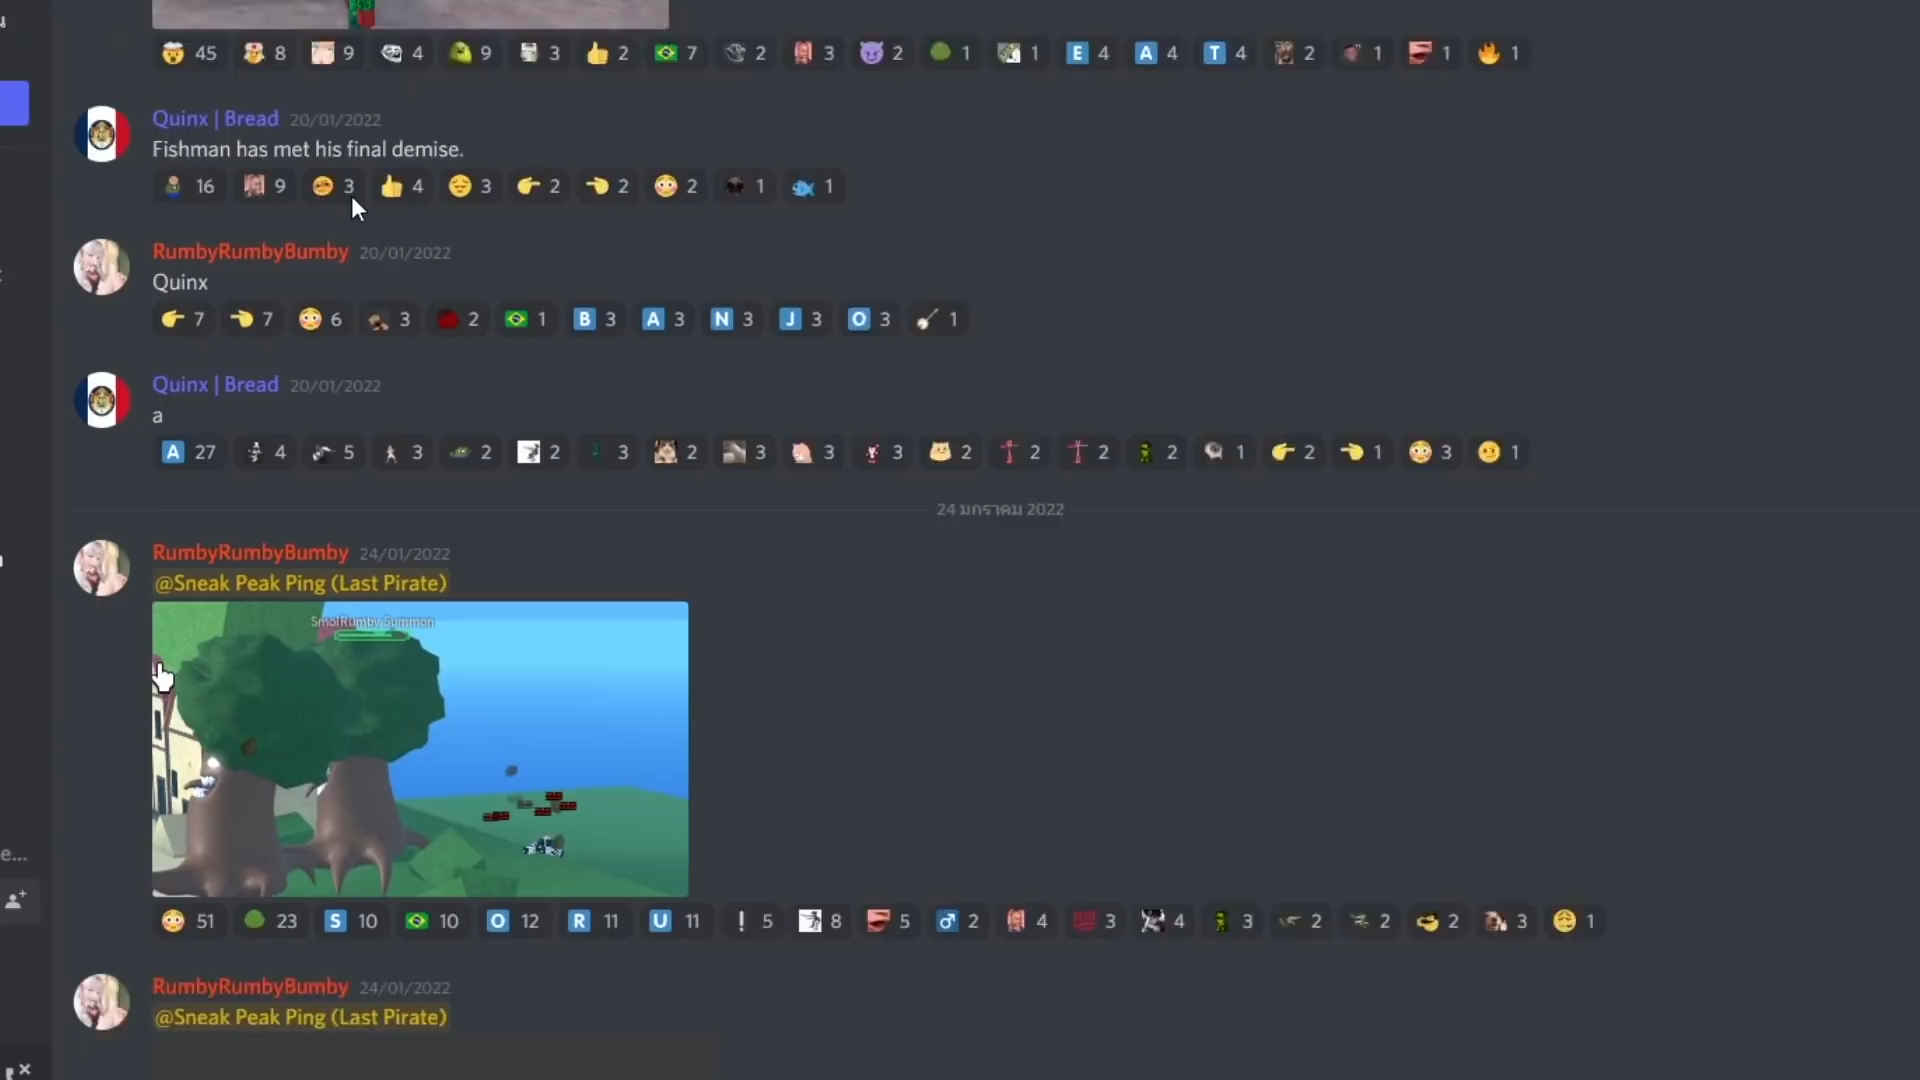 45 8 9 4 9 3 2 7 2 3 2 1 1 E 4 A 4 T 4 2 1 1 1
Quinx | Bread 20/01/2022
Fishman has met his final demise.
16 9 3 4 3 2 2 2 1 1
RumbyRumbyBumby 20/01/2022
Quinx
7 7 6 3 2 1 B 3 A 3 N 3 J 3 O 3 1
Quinx | Bread 20/01/2022
a
A 27 4 5 3 2 2 3 2 3 3 3 2 2 2 2 1 2 1 3 1
24 มกราคม 2022
RumbyRumbyBumby 24/01/2022
@Sneak Peak Ping (Last Pirate)
SmolRumby Summon
51 23 S 10 10 O 12 R 11 U 11 5 8 5 2 4 3 4 3 2 2 2 3 1
e...
RumbyRumbyBumby 24/01/2022
@Sneak Peak Ping (Last Pirate)